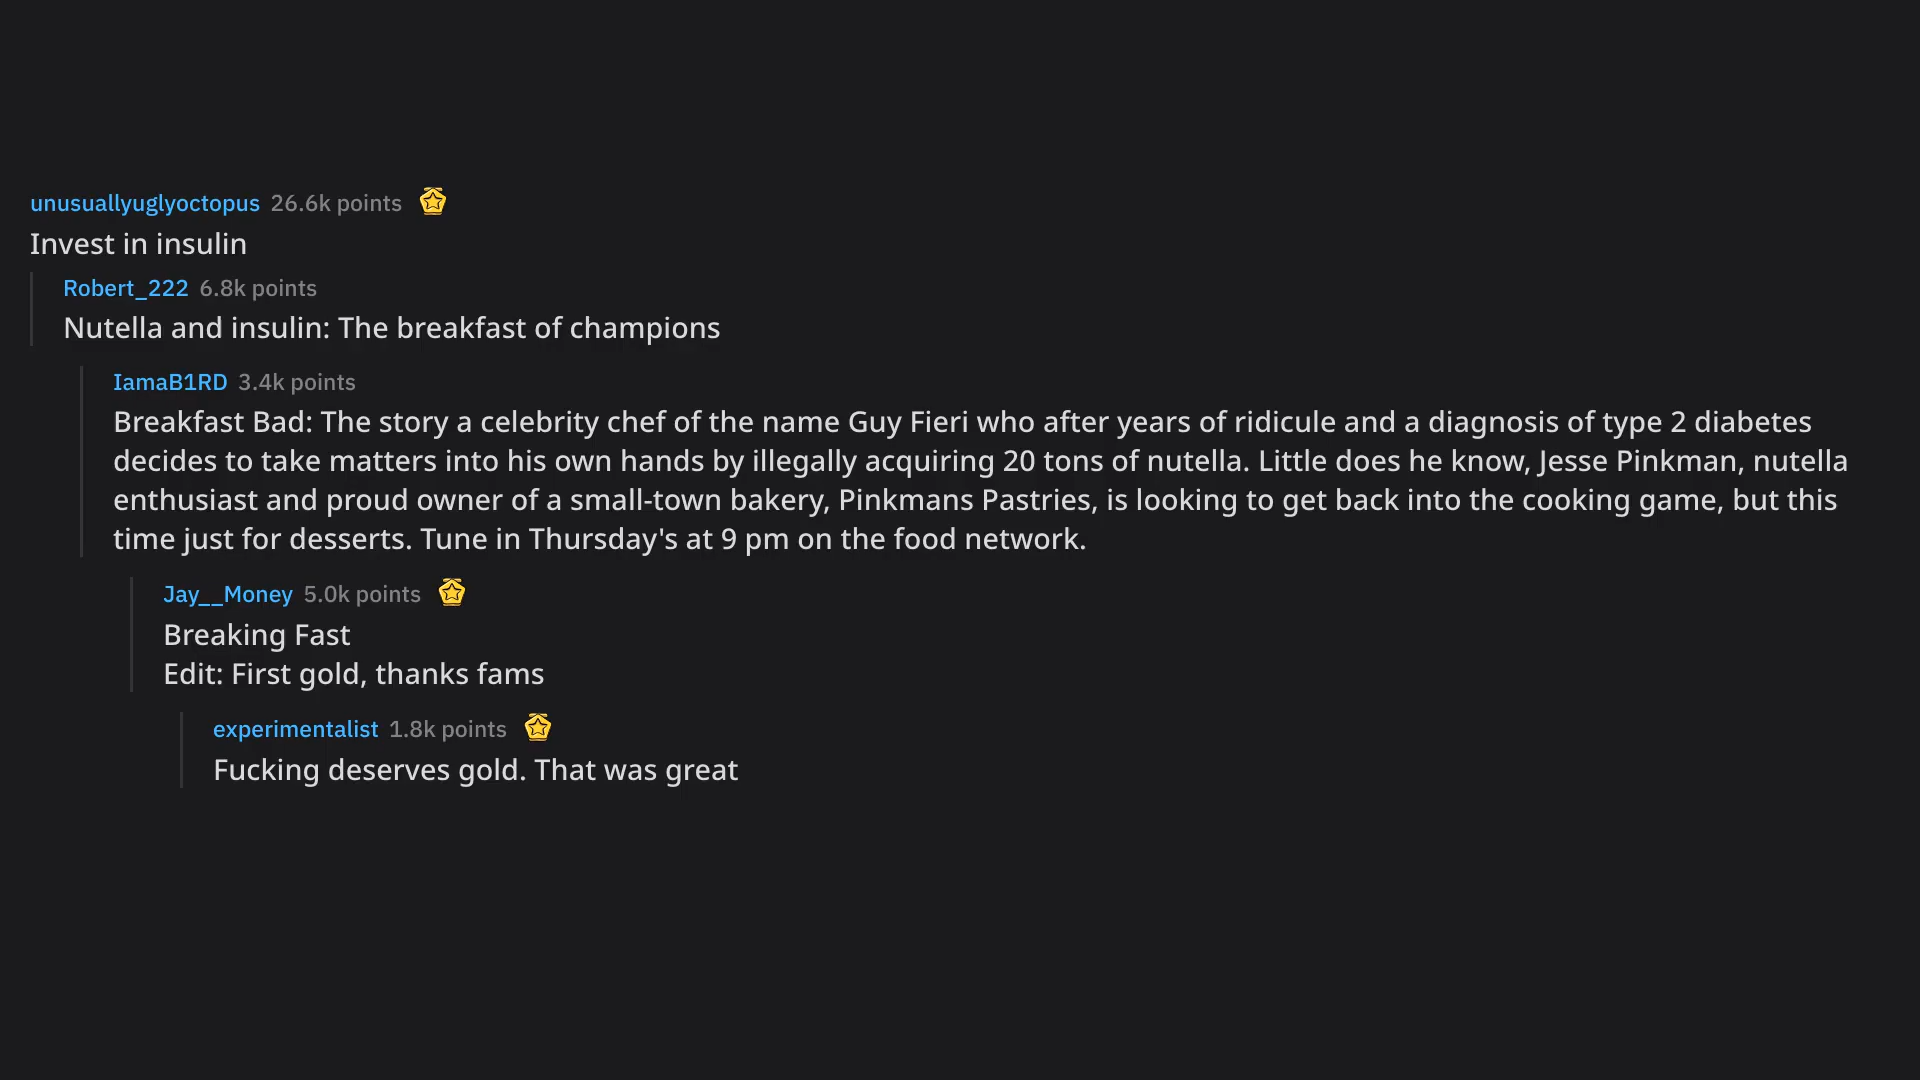 unusuallyuglyoctopus 26.6k points
Invest in insulin
Robert_222 6.8k points
Nutella and insulin: The breakfast of champions
IamaB1RD 3.4k points
Breakfast Bad: The story a celebrity chef of the name Guy Fieri who after years of ridicule and a diagnosis of type 2 diabetes
decides to take matters into his own hands by illegally acquiring 20 tons of nutella. Little does he know, Jesse Pinkman, nutella
enthusiast and proud owner of a small-town bakery, Pinkmans Pastries, is looking to get back into the cooking game, but this
time just for desserts. Tune in Thursday's at 9 pm on the food network.
Jay__Money 5.0k points
Breaking Fast
Edit: First gold, thanks fams
experimentalist 1.8k points
Fucking deserves gold. That was great